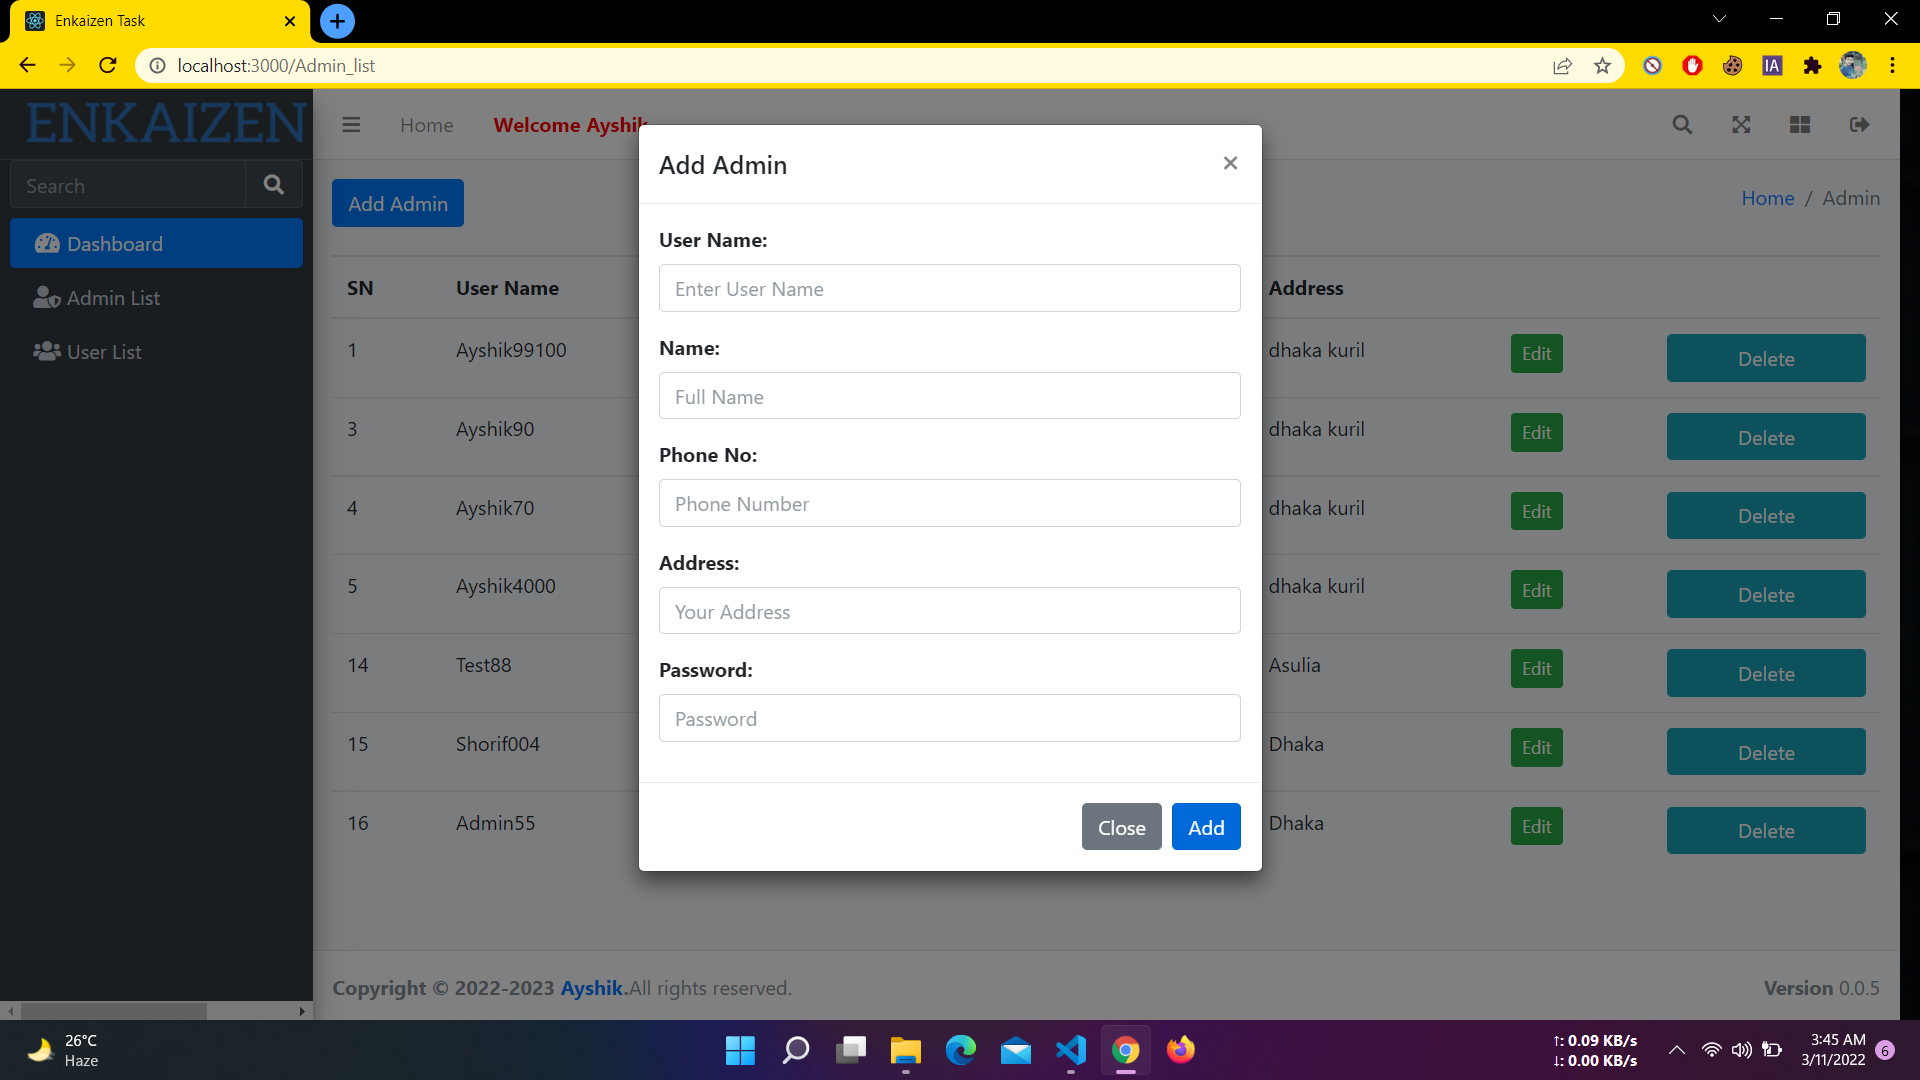 Enkaizen Task
localhost:3000/Admin_list
IA
ENKAIZEN
Home
Welcome Ayshik
Search
Dashboard
Admin List
User List
Add Admin
Home / Admin
SN User Name Address
1 Ayshik99100 dhaka kuril Edit Delete
3 Ayshik90 dhaka kuril Edit Delete
4 Ayshik70 dhaka kuril Edit Delete
5 Ayshik4000 dhaka kuril Edit Delete
14 Test88 Asulia Edit Delete
15 Shorif004 Dhaka Edit Delete
16 Admin55 Dhaka Edit Delete
Add Admin
User Name:
Enter User Name
Name:
Full Name
Phone No:
Phone Number
Address:
Your Address
Password:
Password
Close Add
Copyright © 2022-2023 Ayshik.All rights reserved.
Version 0.0.5
26°C
Haze
↑: 0.09 KB/s
↓: 0.00 KB/s
3:45 AM
3/11/2022
6